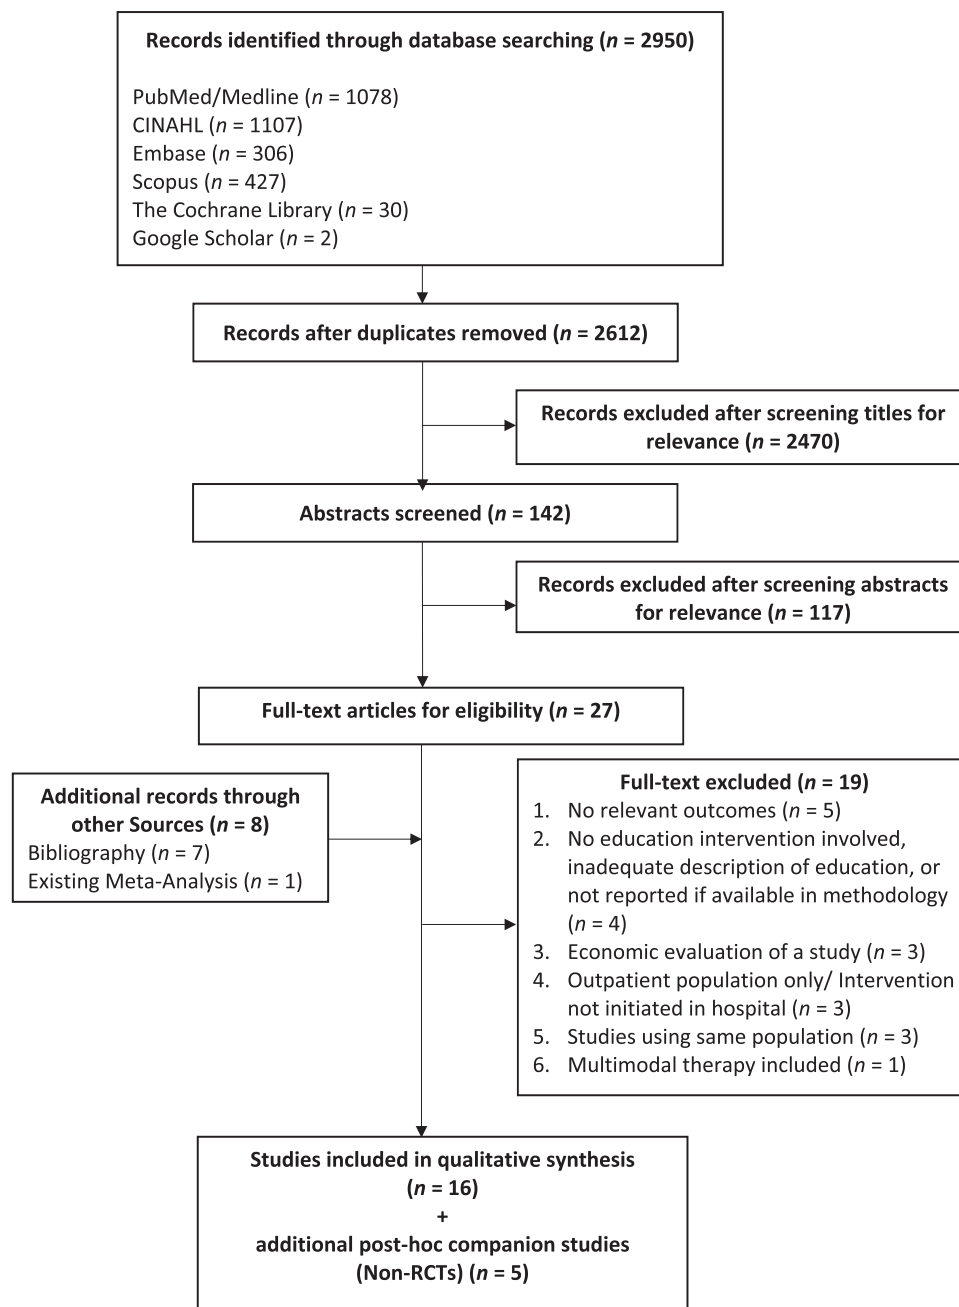 Records identified through database searching (n = 2950)
PubMed/Medline (n = 1078)
CINAHL (n = 1107)
Embase (n = 306)
Scopus (n = 427)
The Cochrane Library (n = 30)
Google Scholar (n = 2)
Records after duplicates removed (n = 2612)
Records excluded after screening titles for
relevance (n = 2470)
Abstracts screened (n = 142)
Records excluded after screening abstracts
for relevance (n = 117)
Full-text articles for eligibility (n = 27)
Additional records through
other Sources (n = 8)
Bibliography (n = 7)
Existing Meta-Analysis (n = 1)
Full-text excluded (n = 19)
1. No relevant outcomes (n = 5)
2. No education intervention involved,
inadequate description of education, or
not reported if available in methodology
(n = 4)
3. Economic evaluation of a study (n = 3)
4. Outpatient population only/ Intervention
not initiated in hospital (n = 3)
5. Studies using same population (n = 3)
6. Multimodal therapy included (n = 1)
Studies included in qualitative synthesis
(n = 16)
+
additional post-hoc companion studies
(Non-RCTs) (n = 5)